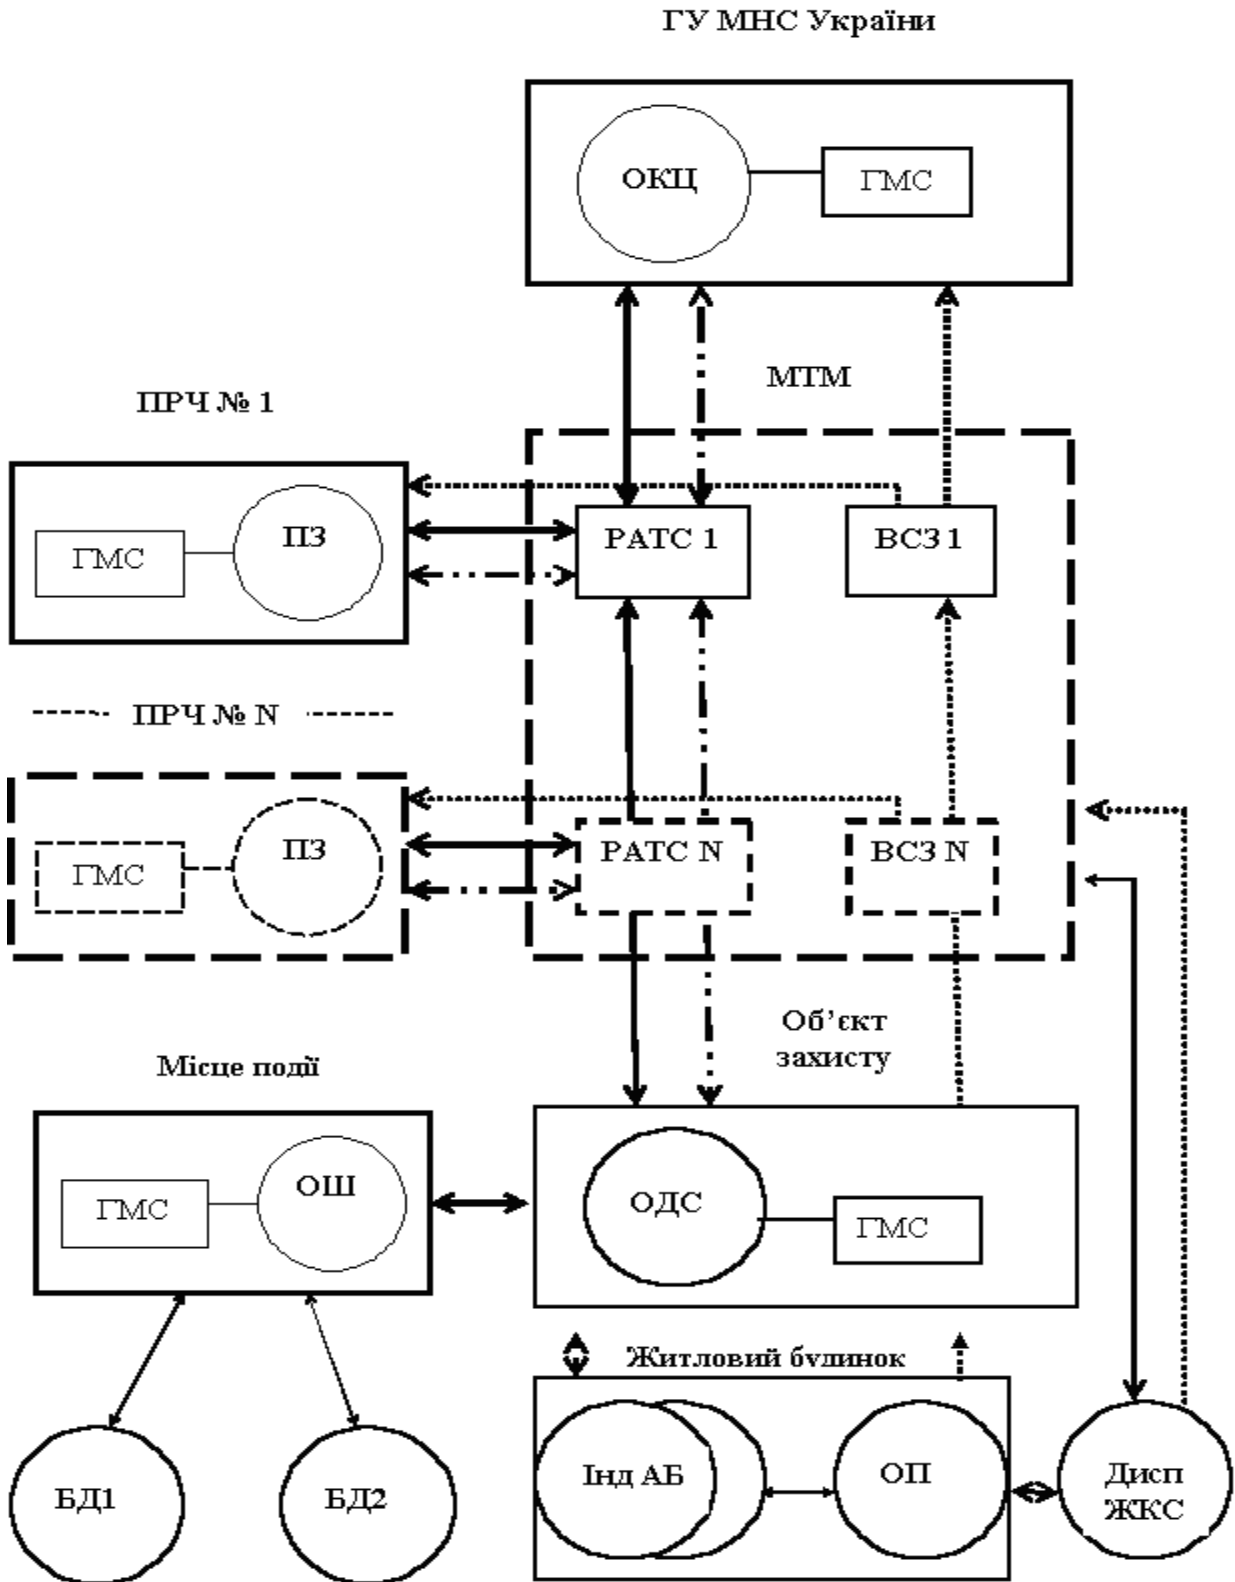 ГУ МНС України
ОКЦ
ГМС
МТМ
ПРЧ № 1
ГМС
ПЗ
РАТС 1
ВСЗ 1
ПРЧ № N
ГМС
ПЗ
РАТС N
ВСЗ N
Об’єкт
захисту
Місце події
ГМС
ОШ
ОДС
ГМС
Житловий будинок
БД1
БД2
Інд АБ
ОП
Дисп
ЖКС